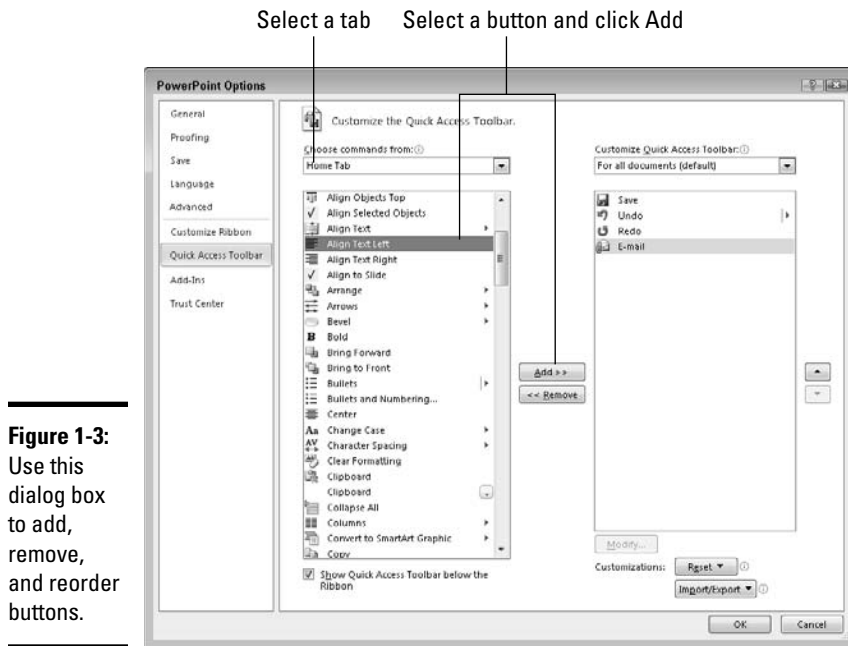 Select a tab
Select a button and click Add
PowerPoint Options
General
Proofing
Save
Language
Advanced
Customize Ribbon
Quick Access Toolbar
Add-Ins
Trust Center
Customize the Quick Access Toolbar.
Choose commands from:
Home Tab
Align Objects Top
Align Selected Objects
Align Text
Align Text Left
Align Text Right
Align to Slide
Arrange
Arrows
Bevel
B Bold
Bring Forward
Bring to Front
Bullets
Bullets and Numbering...
Center
Aa Change Case
AV Character Spacing
Clear Formatting
Clipboard
Clipboard
Collapse All
Columns
Convert to SmartArt Graphic
Copy
Show Quick Access Toolbar below the
Ribbon
Add >>
<< Remove
Customize Quick Access Toolbar:
For all documents (default)
Save
Undo
Redo
E-mail
Modify...
Customizations:
Reset
Import/Export
OK
Cancel
Figure 1-3:
Use this
dialog box
to add,
remove,
and reorder
buttons.